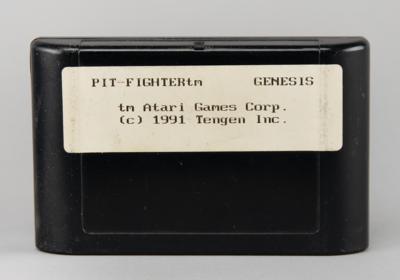 PIT-FIGHTERtm GENESIS
tm Atari Games Corp.
(c) 1991 Tengen Inc.